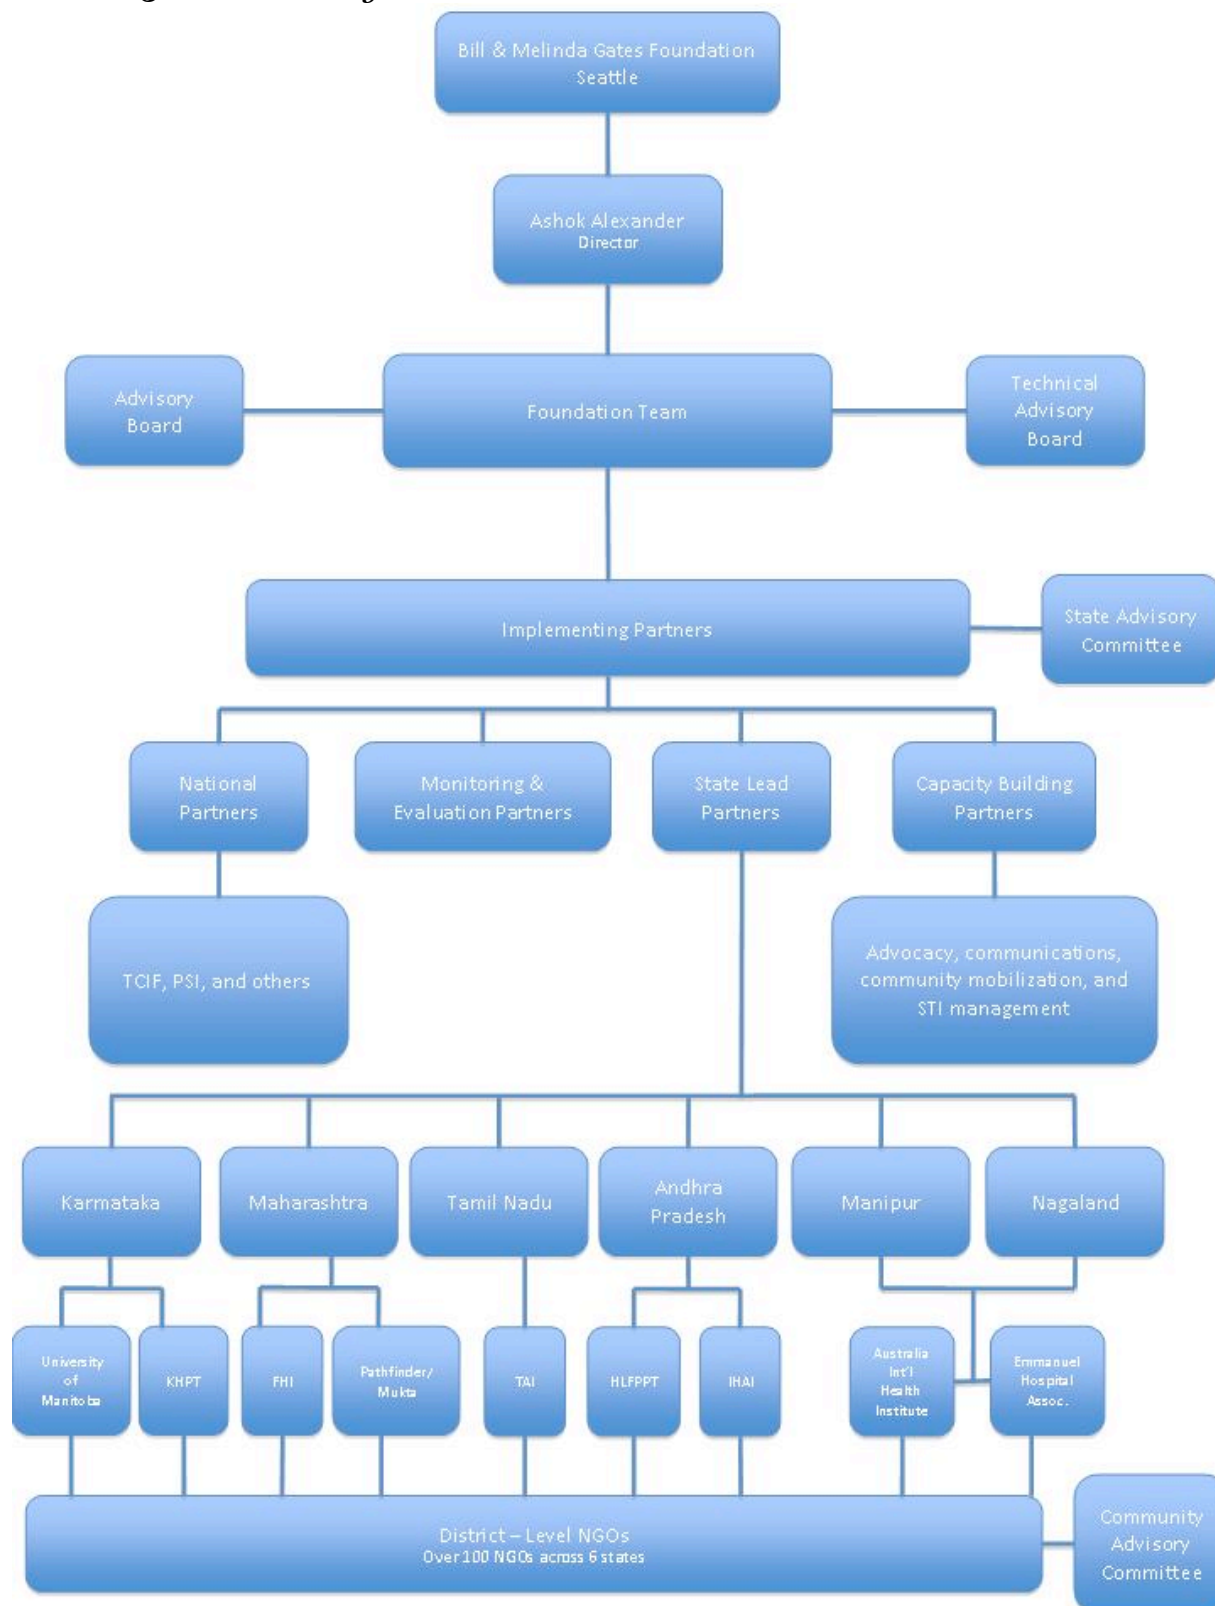 Bill & Melinda Gates Foundation
Seattle
Ashok Alexander
Director
Advisory
Board
Foundation Team
Technical
Advisory
Board
Implementing Partners
State Advisory
Committee
National
Partners
Monitoring &
Evaluation Partners
State Lead
Partners
Capacity Building
Partners
TCIF, PSI, and others
Advocacy, communications,
community mobilization, and
STI management
Karmataka
Maharashtra
Tamil Nadu
Andhra
Pradesh
Manipur
Nagaland
University
of
Manitoba
KHPT
FHI
Pathfinder/
Mukta
TAI
HLFPPT
IHAI
Australia
Int'l
Health
Institute
Emmanuel
Hospital
Assoc.
District – Level NGOs
Over 100 NGOs across 6 states
Community
Advisory
Committee